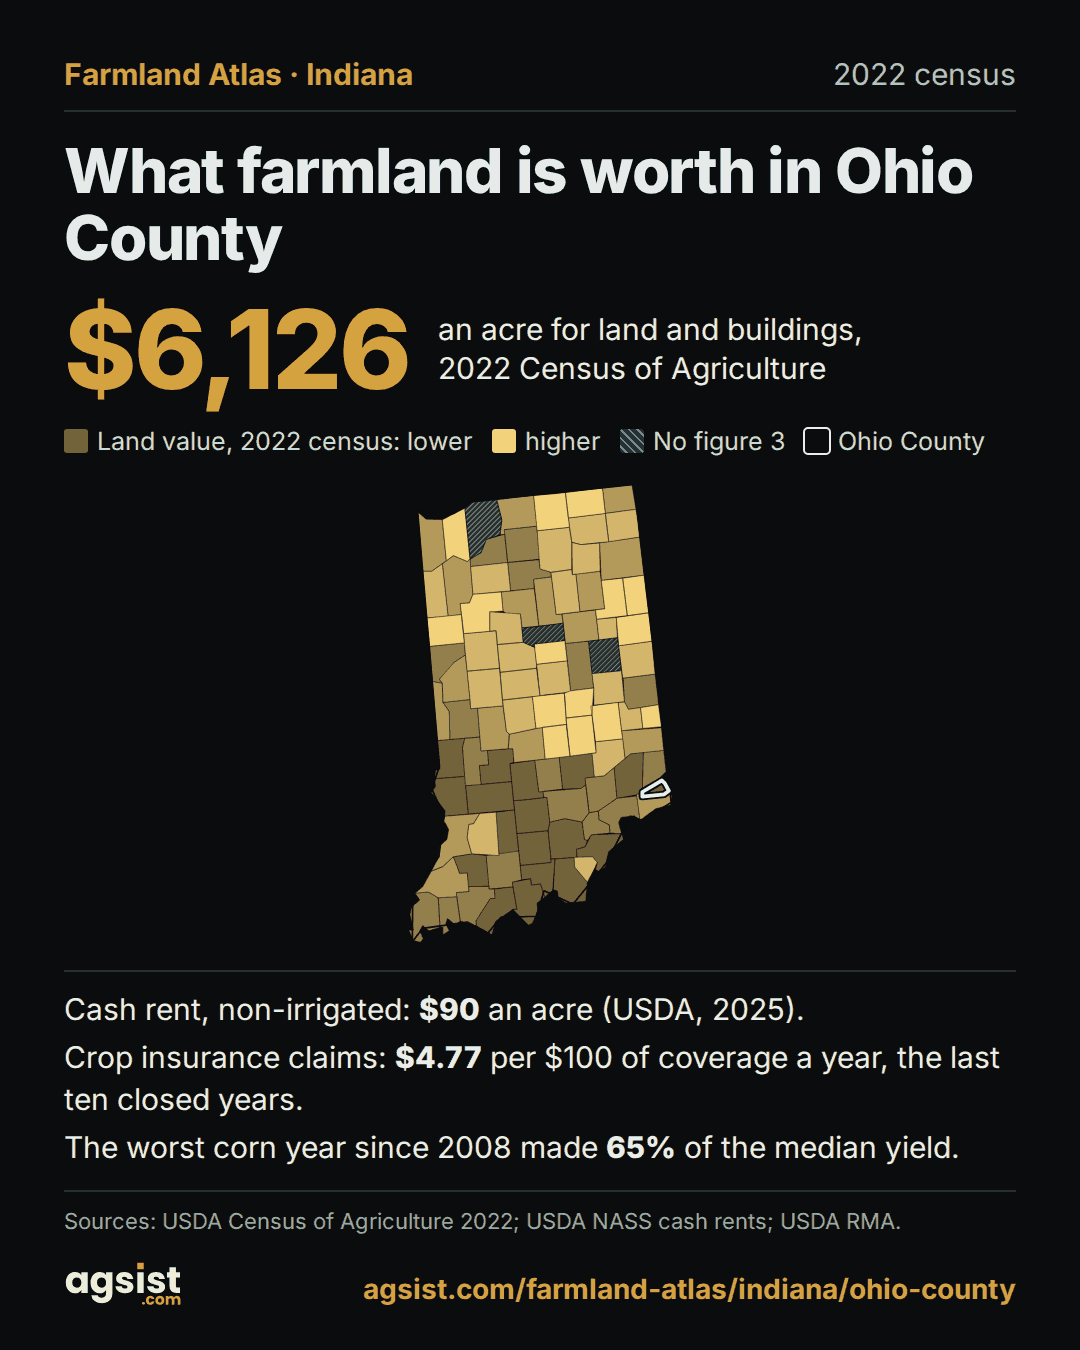 Farmland Atlas · Indiana
2022 census
What farmland is worth in Ohio
County
$6,126
an acre for land and buildings,
2022 Census of Agriculture
Land value, 2022 census: lower
higher
No figure 3
Ohio County
Cash rent, non-irrigated: $90 an acre (USDA, 2025).
Crop insurance claims: $4.77 per $100 of coverage a year, the last
ten closed years.
The worst corn year since 2008 made 65% of the median yield.
Sources: USDA Census of Agriculture 2022; USDA NASS cash rents; USDA RMA.
agsist
.com
agsist.com/farmland-atlas/indiana/ohio-county